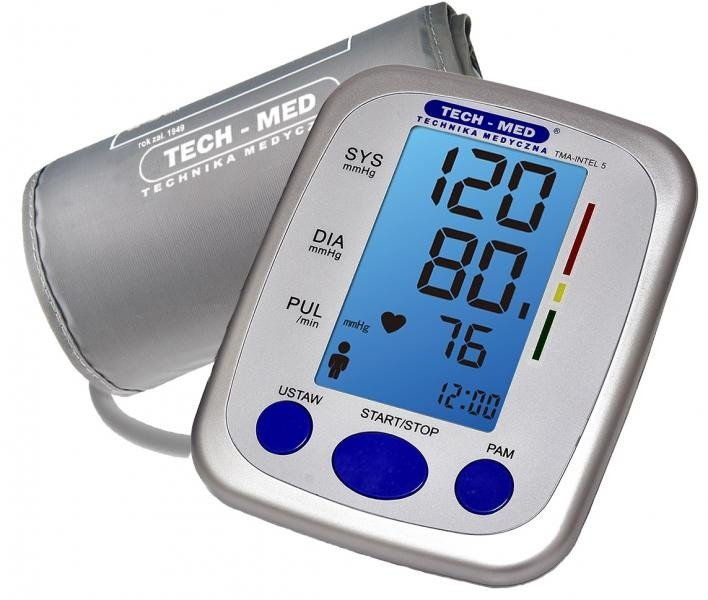 rok zał. 1949
TECH - MED
TECHNIKA MEDYCZNA
TECH - MED ®
TECHNIKA MEDYCZNA
TMA-INTEL 5
SYS
mmHg
120
DIA
mmHg
80.
PUL
/min
mmHg
76
12:00
USTAW
START/STOP
PAM